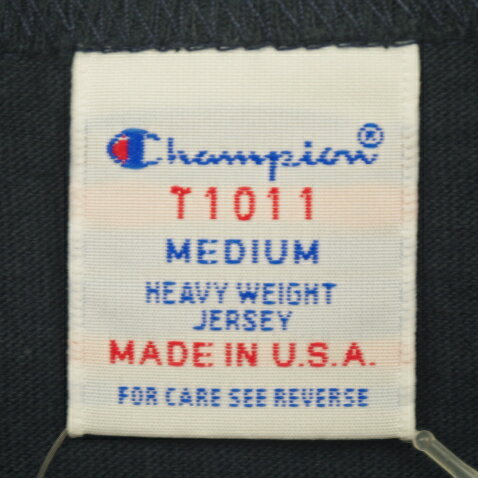 Champion®
T1011
MEDIUM
HEAVY WEIGHT
JERSEY
MADE IN U.S.A.
FOR CARE SEE REVERSE